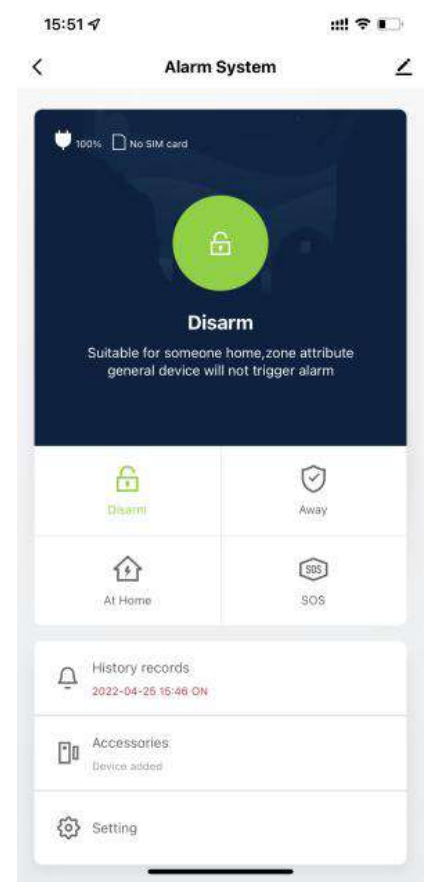 15:51
Alarm System
100% No SIM card
Disarm
Suitable for someone home,zone attribute
general device will not trigger alarm
Disarm
Away
At Home
SOS
SOS
History records
2022-04-25 15:46 ON
Accessories
Device added
Setting